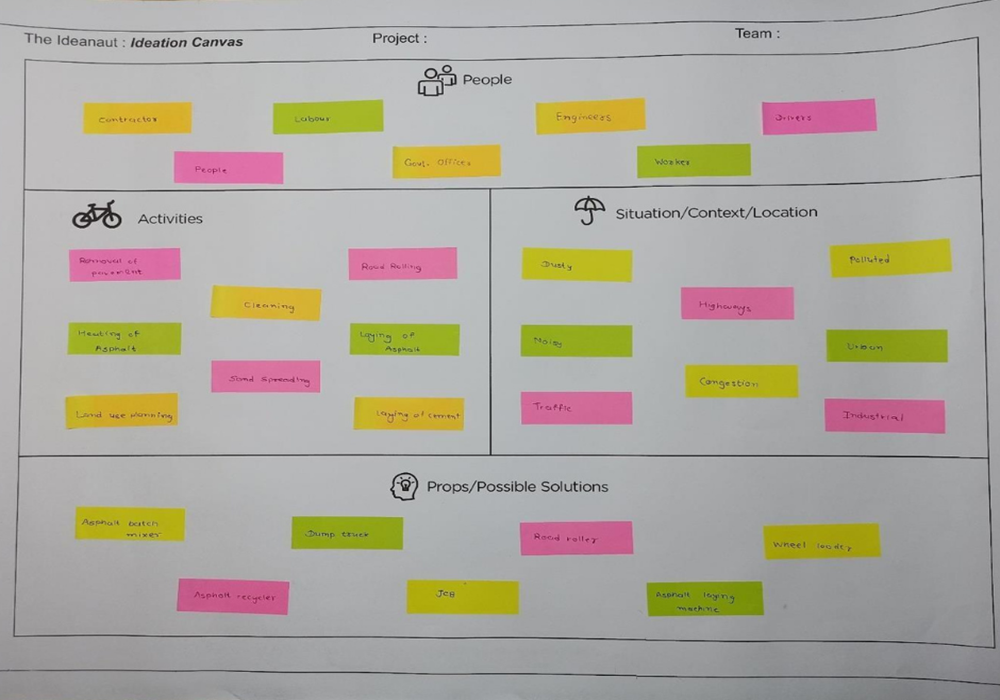 The Ideanaut : Ideation Canvas
Project :
Team :
People
Contractor
Labour
Engineers
Drivers
People
Govt. Officer
Worker
Activities
Removal of
pavement
Road Rolling
Cleaning
Heating of
Asphalt
Laying of
Asphalt
Sand Spreading
Land use planning
Laying of cement
Situation/Context/Location
Dusty
Polluted
Highways
Noisy
Urban
Congestion
Traffic
Industrial
Props/Possible Solutions
Asphalt batch
mixer
Dump truck
Road roller
Wheel loader
Asphalt recycler
JCB
Asphalt laying
machine